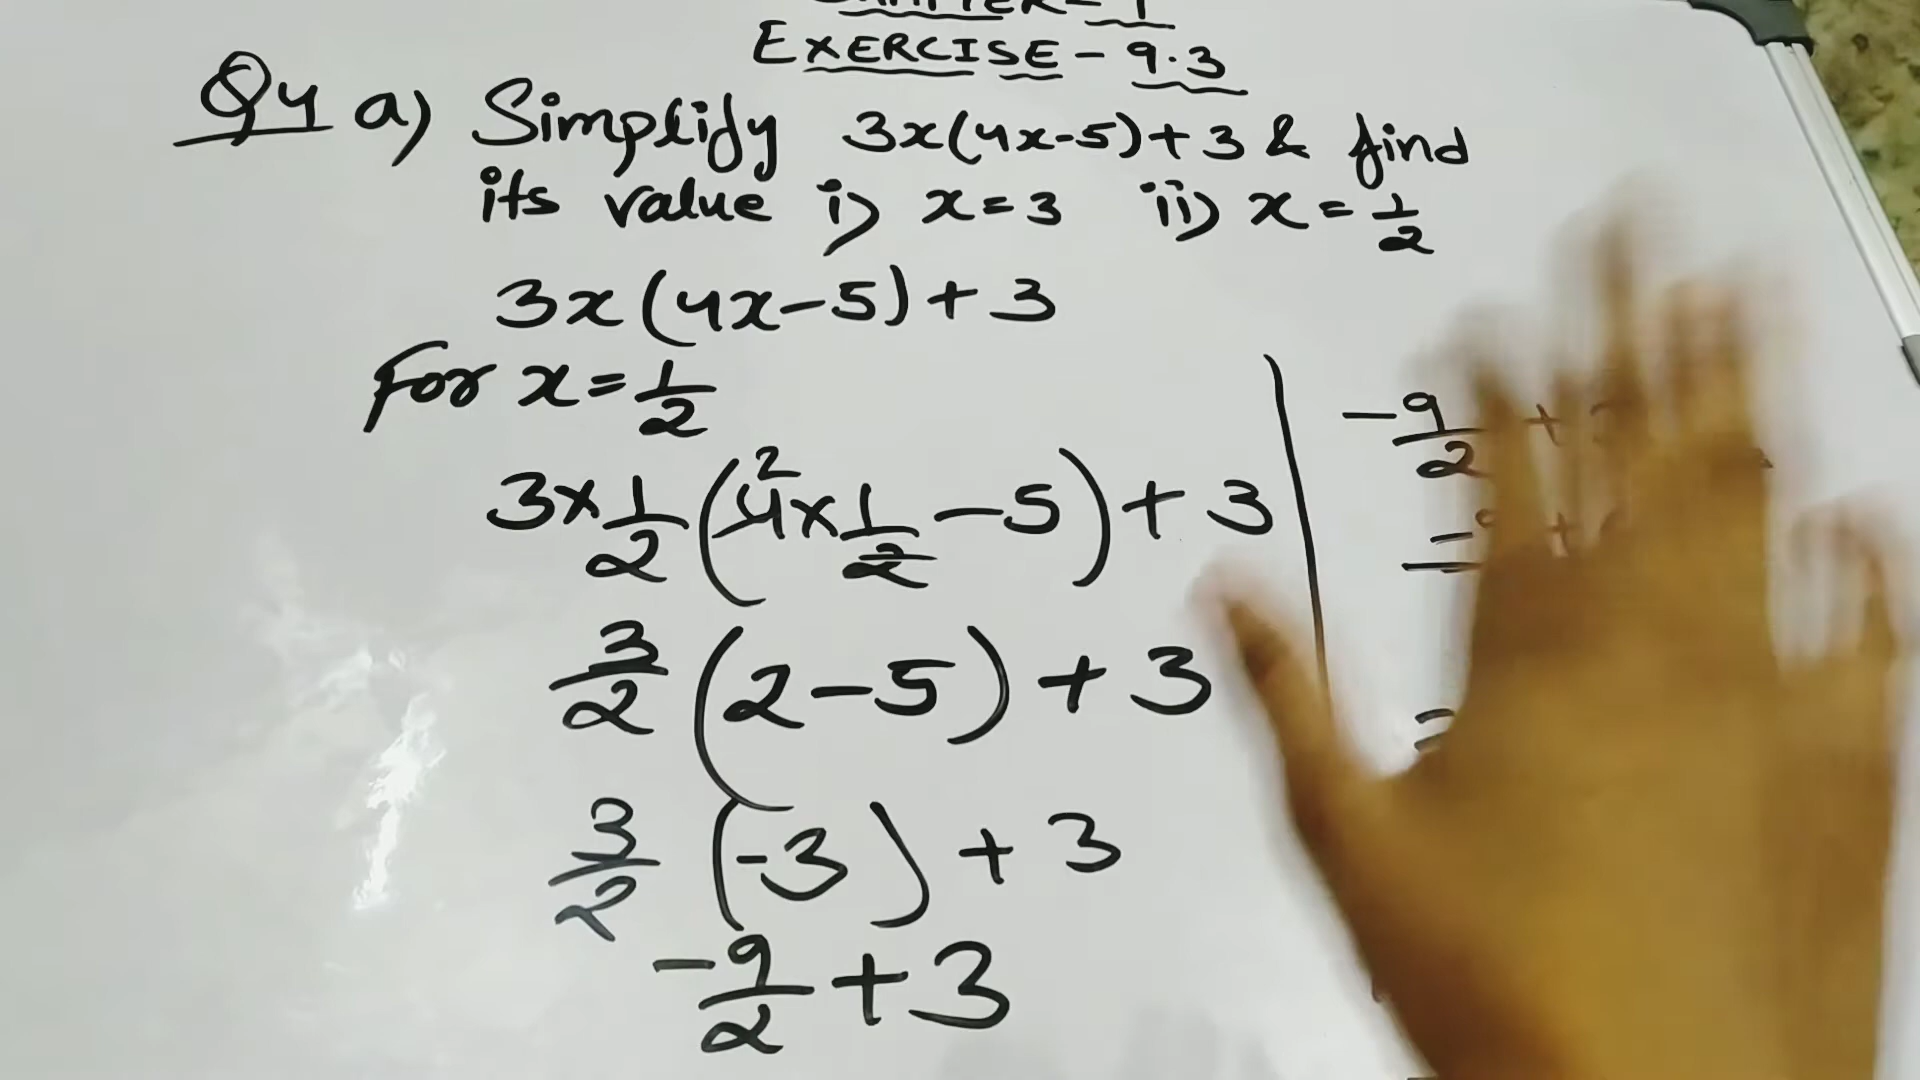 EXERCISE - 9.3
Q4 a) Simplify 3x(4x-5)+3 & find
its value i) x=3 ii) x=1/2
3x(4x-5)+3
For x=1/2
3×1/2(4×1/2-5)+3
2
3/2(2-5)+3
3/2(-3)+3
-9/2+3
-9/2 +